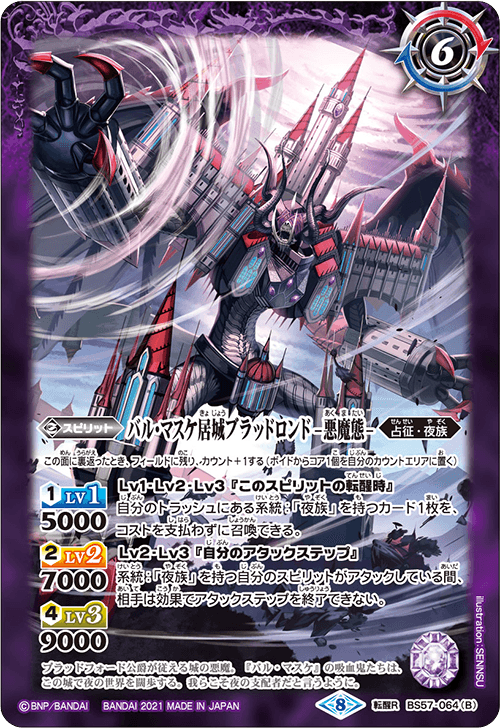 6
スピリット
バル・マスケ居城ブラッドロンド-悪魔態-
占征・夜族
この面に裏返ったとき、フィールドに残り、カウント+1する(ボイドからコア1個を自分のカウントエリアに置く)
1 LV1
5000
Lv1・Lv2・Lv3『このスピリットの転醒時』
自分のトラッシュにある系統:「夜族」を持つカード1枚を、
コストを支払わずに召喚できる。
2 LV2
7000
Lv2・Lv3『自分のアタックステップ』
系統:「夜族」を持つ自分のスピリットがアタックしている間、
相手は効果でアタックステップを終了できない。
4 LV3
9000
ブラッドフォード公爵が従える城の悪魔。『バル・マスケ』の吸血鬼たちは、
この城で夜の世界を闊歩する。我らこそ夜の支配者だと言うように。
illustration:SENNSU
©BNP/BANDAI BANDAI 2021 MADE IN JAPAN
8
転醒R
BS57-064(B)